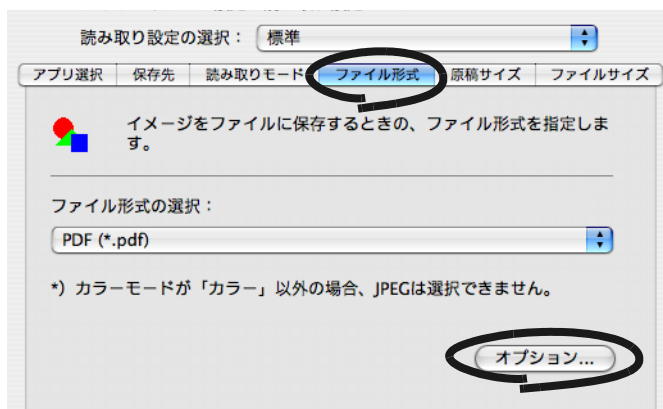 読み取り設定の選択： 標準
アプリ選択 保存先 読み取りモード ファイル形式 原稿サイズ ファイルサイズ
イメージをファイルに保存するときの、ファイル形式を指定しま
す。
ファイル形式の選択：
PDF (*.pdf)
*）カラーモードが「カラー」以外の場合、JPEGは選択できません。
オプション...